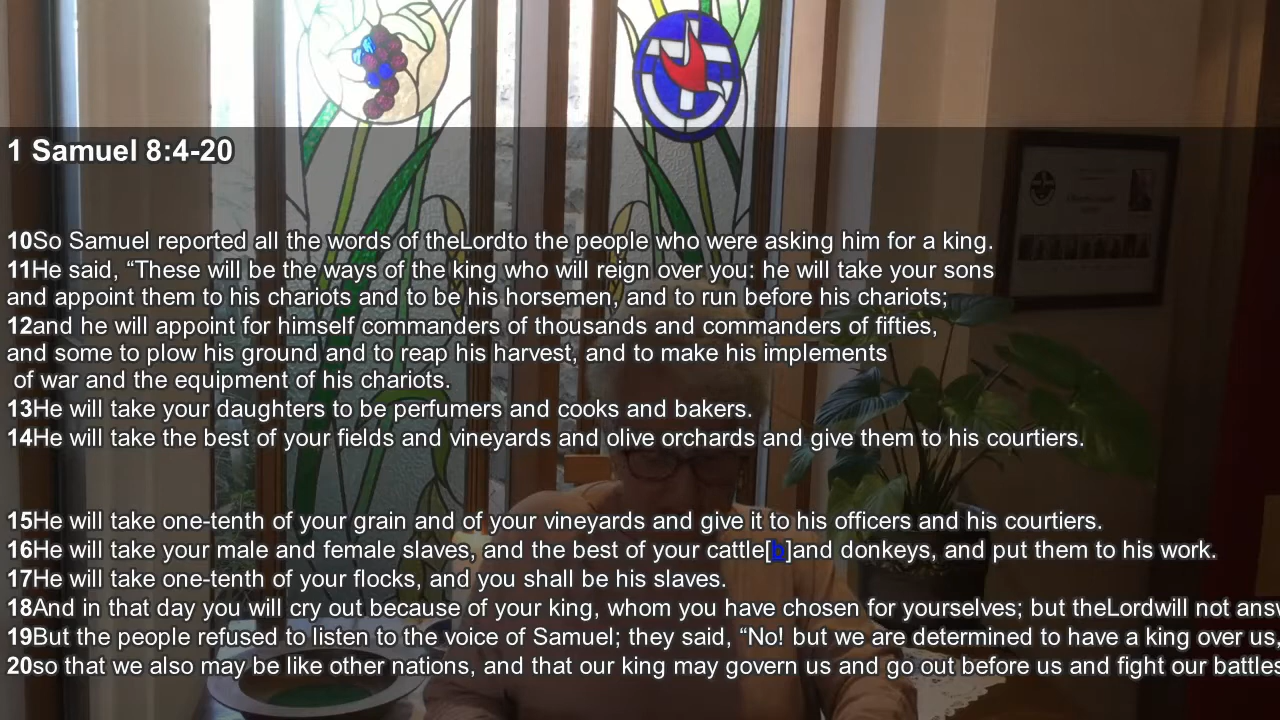 1 Samuel 8:4-20
10So Samuel reported all the words of theLordto the people who were asking him for a king.
11He said, “These will be the ways of the king who will reign over you: he will take your sons
and appoint them to his chariots and to be his horsemen, and to run before his chariots;
12and he will appoint for himself commanders of thousands and commanders of fifties,
and some to plow his ground and to reap his harvest, and to make his implements
of war and the equipment of his chariots.
13He will take your daughters to be perfumers and cooks and bakers.
14He will take the best of your fields and vineyards and olive orchards and give them to his courtiers.
15He will take one-tenth of your grain and of your vineyards and give it to his officers and his courtiers.
16He will take your male and female slaves, and the best of your cattle[b]and donkeys, and put them to his work.
17He will take one-tenth of your flocks, and you shall be his slaves.
18And in that day you will cry out because of your king, whom you have chosen for yourselves; but theLordwill not
19But the people refused to listen to the voice of Samuel; they said, “No! but we are determined to have a king over us,
20so that we also may be like other nations, and that our king may govern us and go out before us and fight our battles